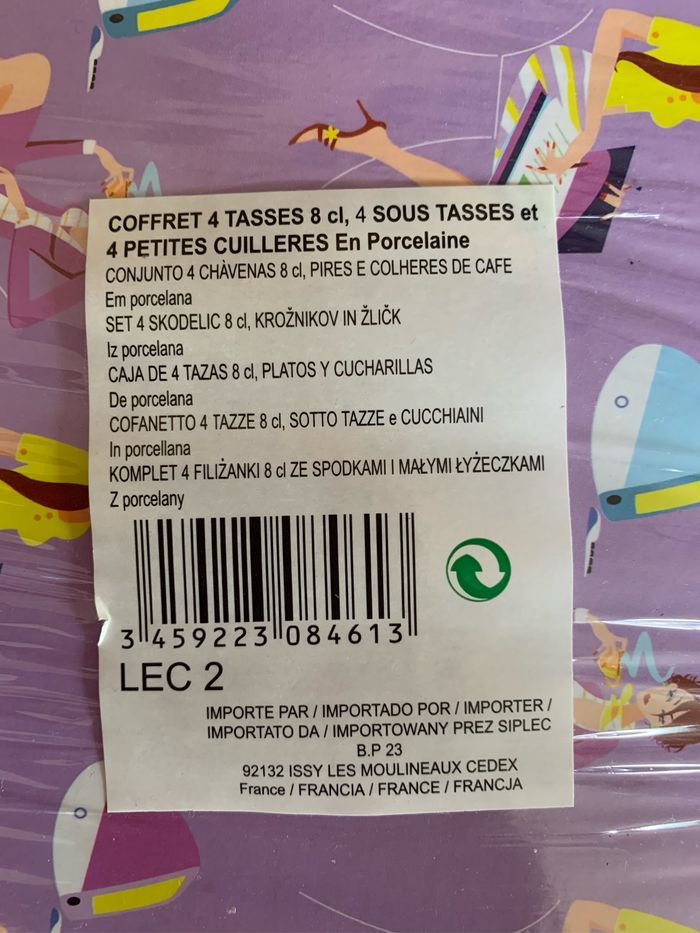 COFFRET 4 TASSES 8 cl, 4 SOUS TASSES et
4 PETITES CUILLERES En Porcelaine
CONJUNTO 4 CHÀVENAS 8 cl, PIRES E COLHERES DE CAFE
Em porcelana
SET 4 SKODELIC 8 cl, KROŽNIKOV IN ŽLIČK
Iz porcelana
CAJA DE 4 TAZAS 8 cl, PLATOS Y CUCHARILLAS
De porcelana
COFANETTO 4 TAZZE 8 cl, SOTTO TAZZE e CUCCHIAINI
In porcellana
KOMPLET 4 FILIŻANKI 8 cl ZE SPODKAMI I MAŁYMI ŁYŻECZKAMI
Z porcelany
3 459223 084613
LEC 2
IMPORTE PAR / IMPORTADO POR / IMPORTER /
IMPORTATO DA / IMPORTOWANY PREZ SIPLEC
B.P 23
92132 ISSY LES MOULINEAUX CEDEX
France / FRANCIA / FRANCE / FRANCJA